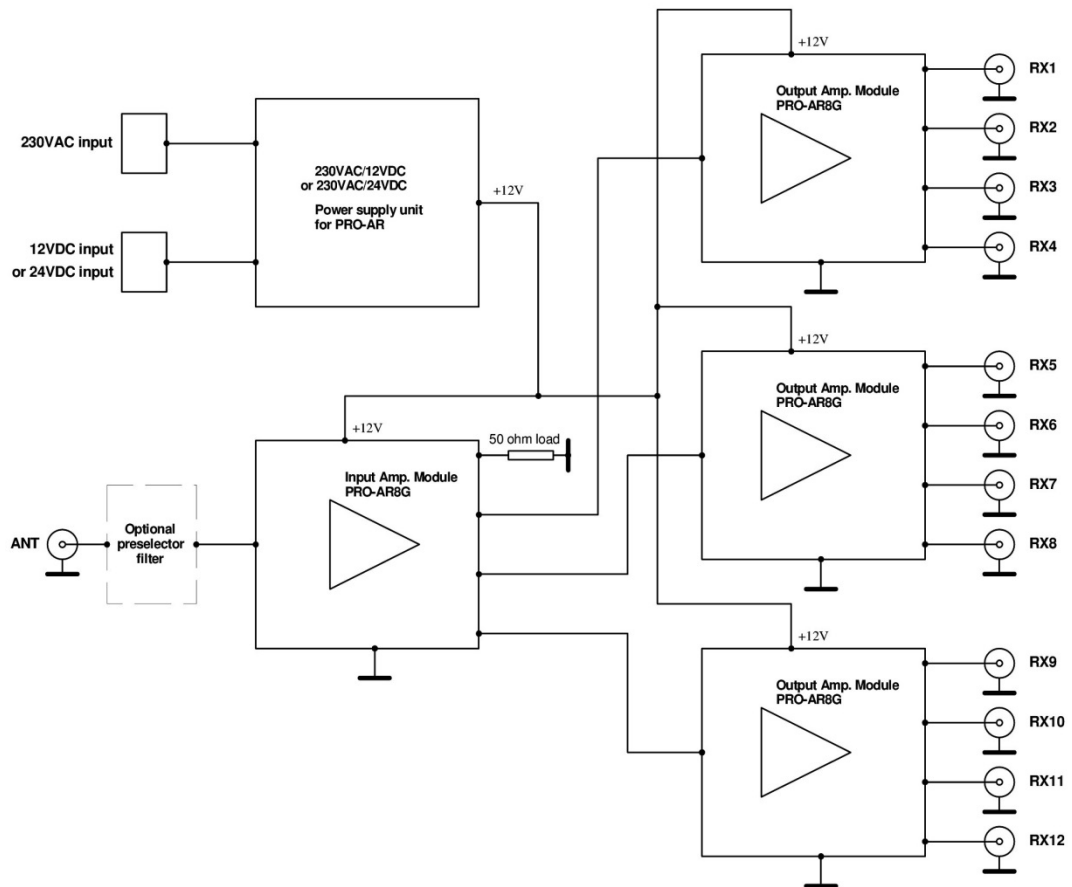 230VAC input
12VDC input
or 24VDC input
230VAC/12VDC
or 230VAC/24VDC
Power supply unit
for PRO-AR
+12V
ANT
Optional
preselector
filter
+12V
Input Amp. Module
PRO-AR8G
50 ohm load
+12V
Output Amp. Module
PRO-AR8G
RX1
RX2
RX3
RX4
+12V
Output Amp. Module
PRO-AR8G
RX5
RX6
RX7
RX8
+12V
Output Amp. Module
PRO-AR8G
RX9
RX10
RX11
RX12